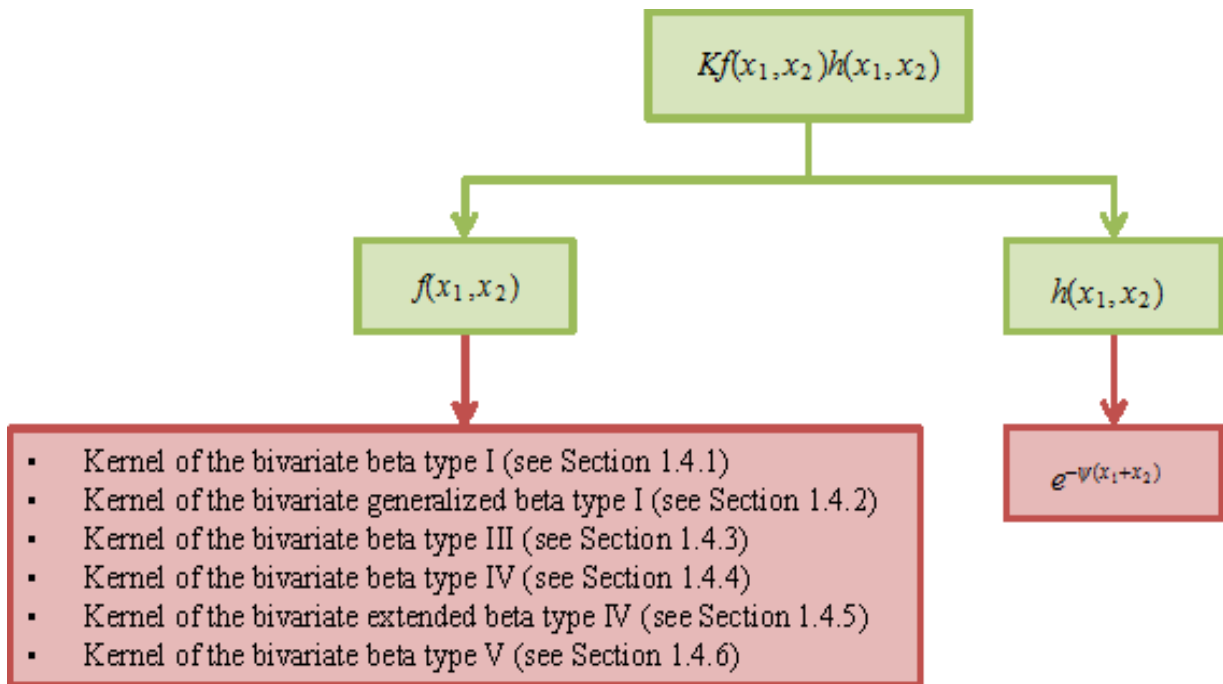 Kf(x₁,x₂)h(x₁,x₂)
f(x₁,x₂)
h(x₁,x₂)
▪ Kernel of the bivariate beta type I (see Section 1.4.1)
▪ Kernel of the bivariate generalized beta type I (see Section 1.4.2)
▪ Kernel of the bivariate beta type III (see Section 1.4.3)
▪ Kernel of the bivariate beta type IV (see Section 1.4.4)
▪ Kernel of the bivariate extended beta type IV (see Section 1.4.5)
▪ Kernel of the bivariate beta type V (see Section 1.4.6)
e^{-ψ(x₁+x₂)}